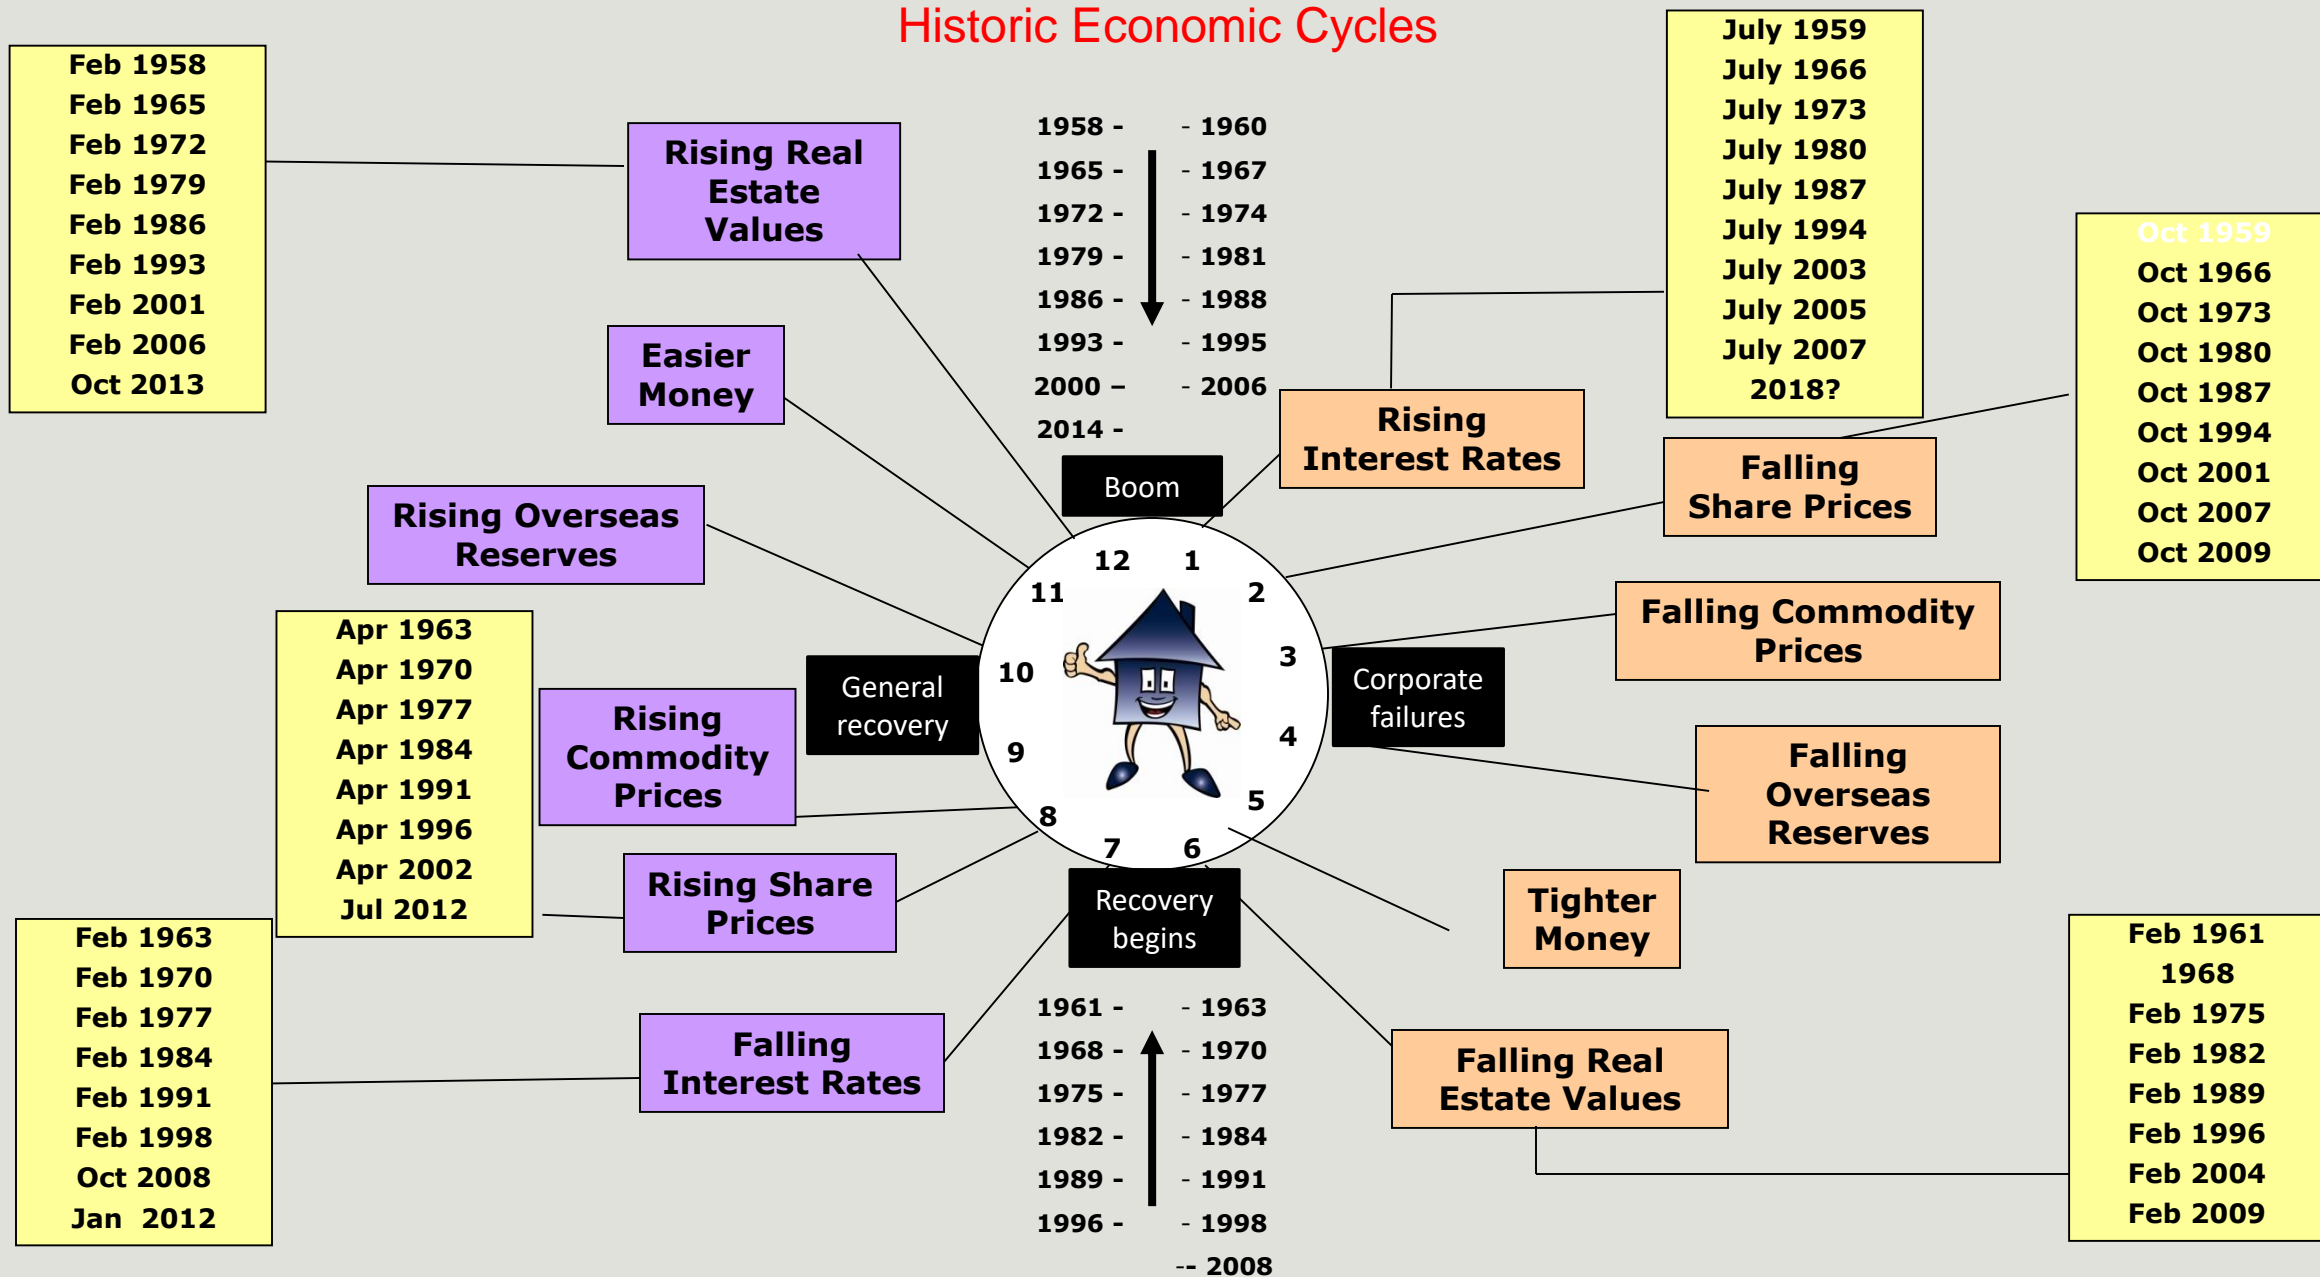 Historic Economic Cycles
Feb 1958
Feb 1965
Feb 1972
Feb 1979
Feb 1986
Feb 1993
Feb 2001
Feb 2006
Oct 2013
Rising Real
Estate
Values
Easier
Money
Rising Overseas
Reserves
Apr 1963
Apr 1970
Apr 1977
Apr 1984
Apr 1991
Apr 1996
Apr 2002
Jul 2012
Rising
Commodity
Prices
Rising Share
Prices
Feb 1963
Feb 1970
Feb 1977
Feb 1984
Feb 1991
Feb 1998
Oct 2008
Jan 2012
Falling
Interest Rates
1958 - - 1960
1965 - - 1967
1972 - - 1974
1979 - - 1981
1986 - - 1988
1993 - - 1995
2000 – - 2006
2014 -
Boom
12 1
11 2
10 3
9 4
8 5
7 6
General
recovery
Corporate
failures
Recovery
begins
1961 - - 1963
1968 - - 1970
1975 - - 1977
1982 - - 1984
1989 - - 1991
1996 - - 1998
-- 2008
Rising
Interest Rates
July 1959
July 1966
July 1973
July 1980
July 1987
July 1994
July 2003
July 2005
July 2007
2018?
Falling
Share Prices
Oct 1959
Oct 1966
Oct 1973
Oct 1980
Oct 1987
Oct 1994
Oct 2001
Oct 2007
Oct 2009
Falling Commodity
Prices
Falling
Overseas
Reserves
Tighter
Money
Falling Real
Estate Values
Feb 1961
1968
Feb 1975
Feb 1982
Feb 1989
Feb 1996
Feb 2004
Feb 2009